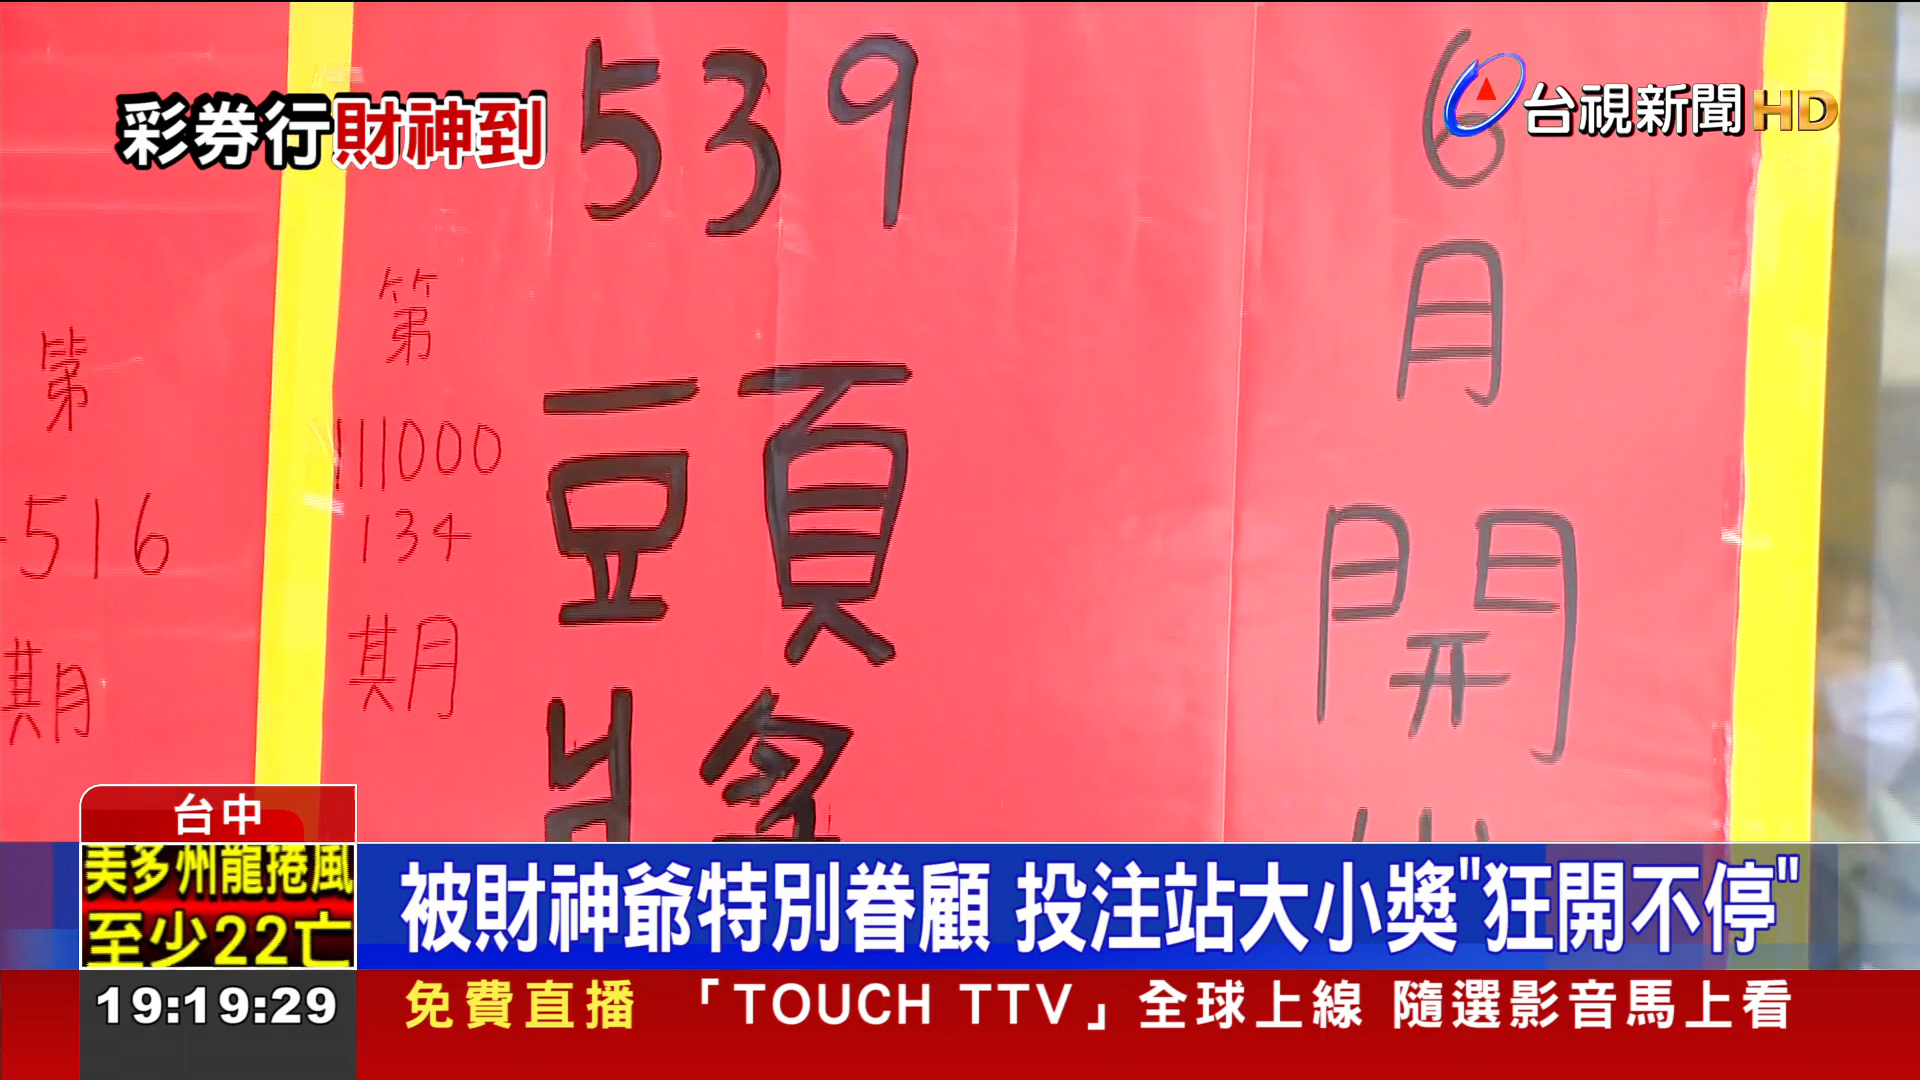 彩券行財神到
台視新聞HD
539
頭
獎
第
111000
134
期
第
516
期
6
月
開
台中
美多州龍捲風
至少22亡
19:19:29
被財神爺特別眷顧 投注站大小獎"狂開不停"
免費直播 「TOUCH TTV」全球上線 隨選影音馬上看